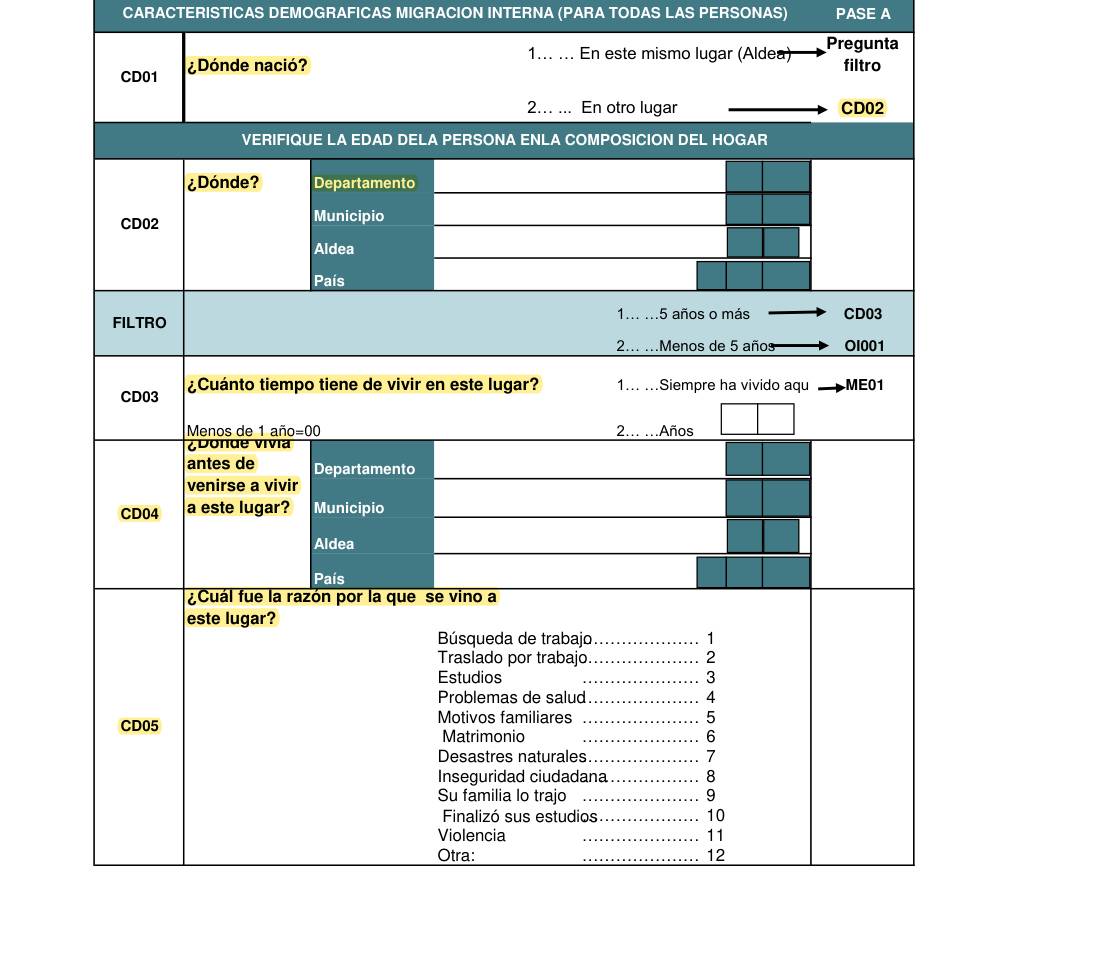 CARACTERISTICAS DEMOGRAFICAS MIGRACION INTERNA (PARA TODAS LAS PERSONAS) PASE A
CD01 ¿Dónde nació? 1… … En este mismo lugar (Aldea) Pregunta filtro
2… ... En otro lugar CD02
VERIFIQUE LA EDAD DELA PERSONA ENLA COMPOSICION DEL HOGAR
CD02 ¿Dónde? Departamento
Municipio
Aldea
País
FILTRO 1… …5 años o más CD03
2… …Menos de 5 años OI001
CD03 ¿Cuánto tiempo tiene de vivir en este lugar? 1… …Siempre ha vivido aqu ME01
Menos de 1 año=00 2… …Años
CD04 ¿Dónde vivía
antes de
venirse a vivir
a este lugar?
Departamento
Municipio
Aldea
País
CD05 ¿Cuál fue la razón por la que se vino a
este lugar?
Búsqueda de trabajo………………… 1
Traslado por trabajo………………… 2
Estudios ………………… 3
Problemas de salud………………… 4
Motivos familiares ………………… 5
Matrimonio ………………… 6
Desastres naturales………………… 7
Inseguridad ciudadana………………… 8
Su familia lo trajo ………………… 9
Finalizó sus estudios………………… 10
Violencia ………………… 11
Otra: ………………… 12